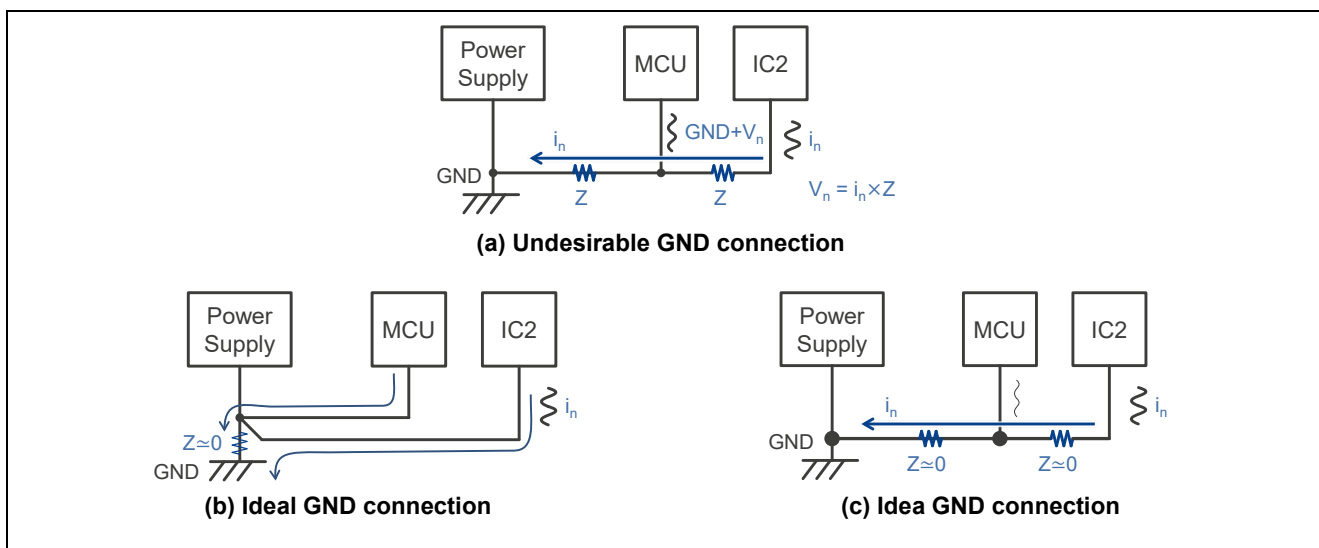 Power
Supply
MCU
IC2
iₙ
GND+Vₙ
iₙ
GND
Z
Z
Vₙ = iₙ×Z
(a) Undesirable GND connection
Power
Supply
MCU
IC2
iₙ
Z≃0
GND
(b) Ideal GND connection
Power
Supply
MCU
IC2
iₙ
iₙ
GND
Z≃0
Z≃0
(c) Idea GND connection